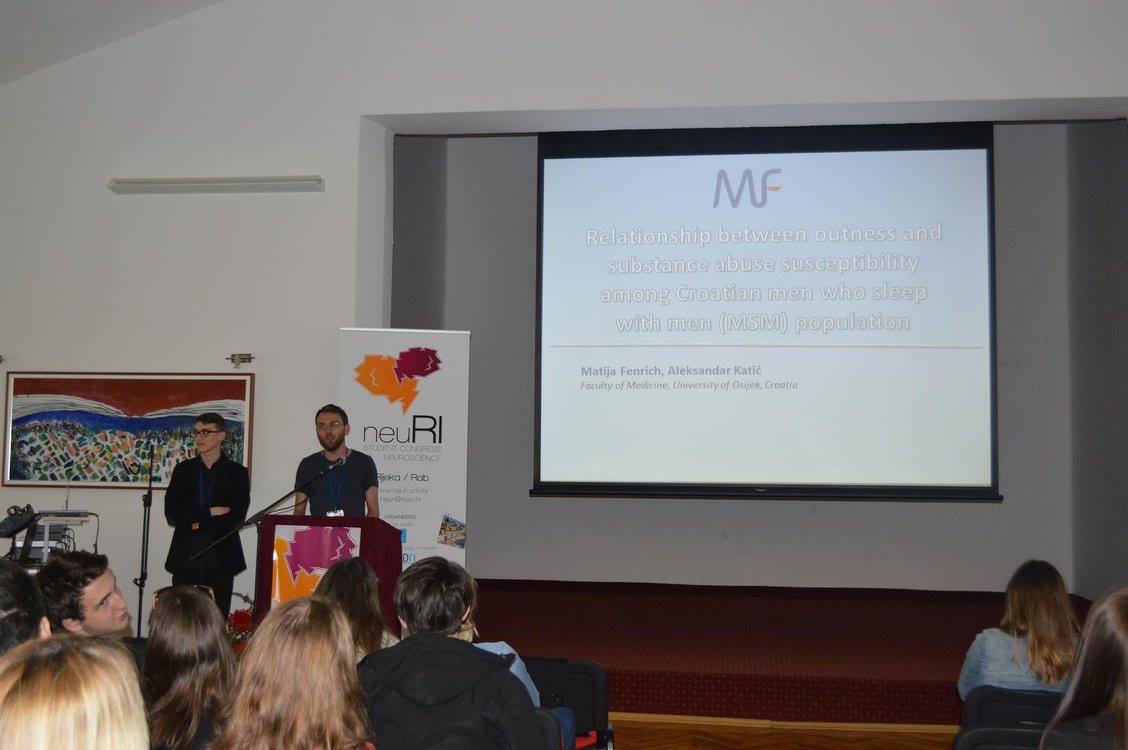 MF
Relationship between outness and
substance abuse susceptibility
among Croatian men who sleep
with men (MSM) population
Matija Fenrich, Aleksandar Katić
Faculty of Medicine, University of Osijek, Croatia
neuRI
STUDENT CONGRESS
NEUROSCIENCE
Rijeka / Rab